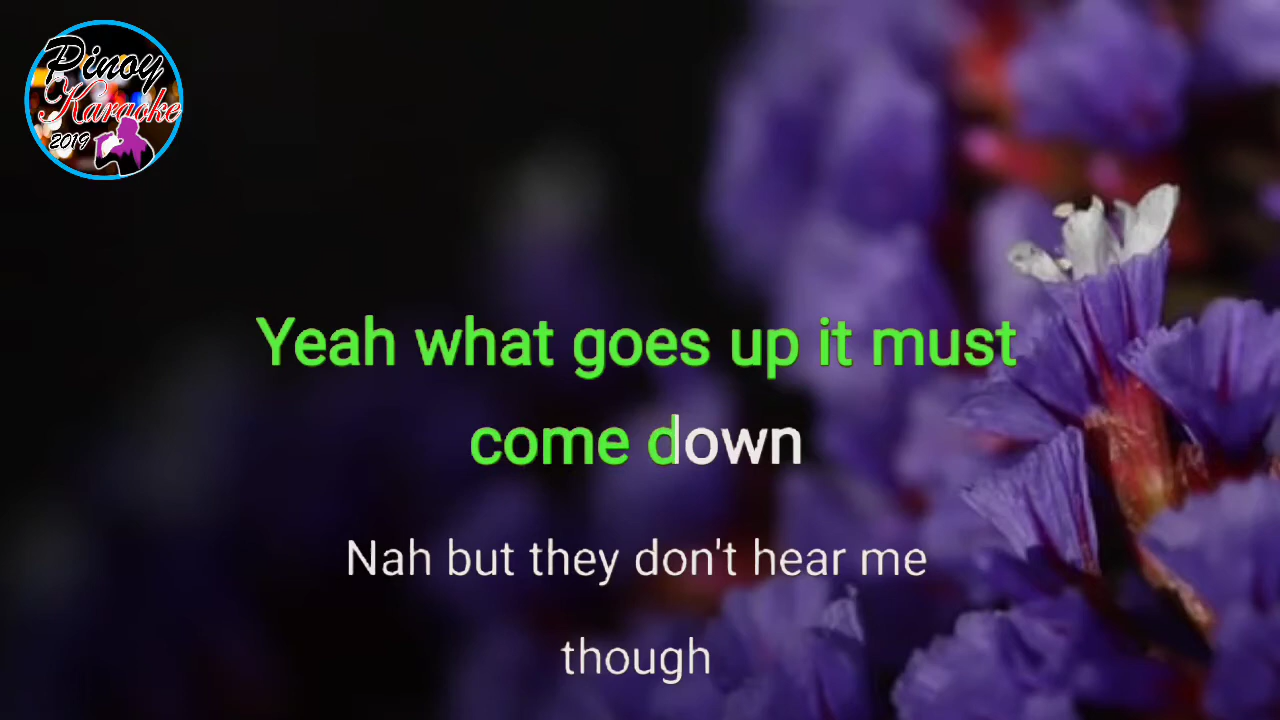 Pinoy
Karaoke
2019
Yeah what goes up it must
come down
Nah but they don't hear me
though